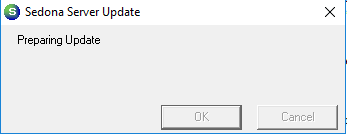 Sedona Server Update
Preparing Update
OK
Cancel